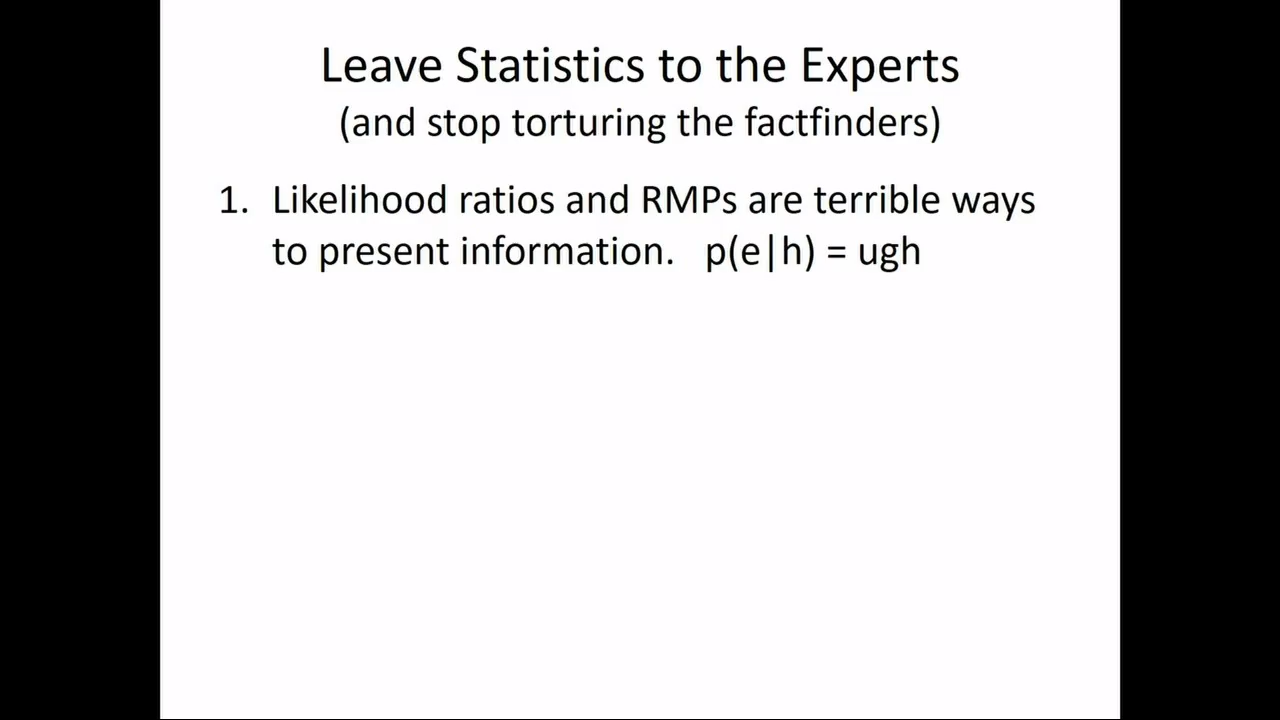 Leave Statistics to the Experts
(and stop torturing the factfinders)
1. Likelihood ratios and RMPs are terrible ways
to present information. p(e|h) = ugh